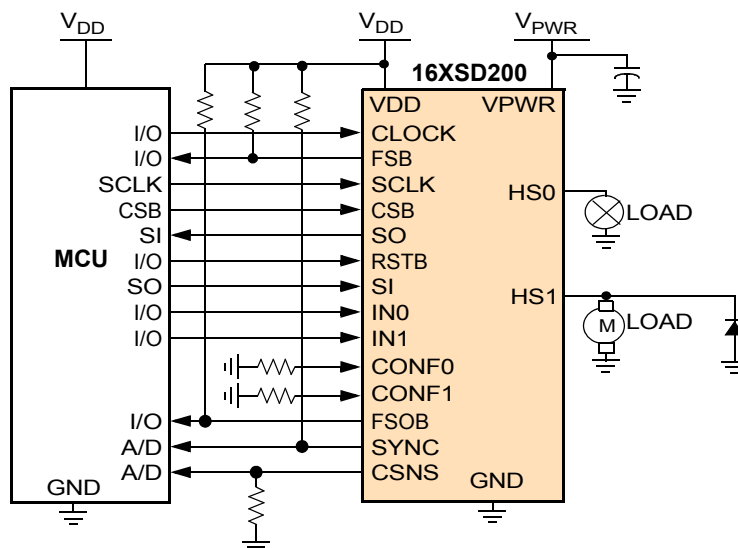 VDD VDD VPWR
16XSD200
VDD VPWR
I/O CLOCK
I/O FSB
SCLK SCLK
CSB CSB
HS0
SI SO
LOAD
MCU
I/O RSTB
SO SI
HS1
I/O IN0
I/O IN1
M LOAD
CONF0
CONF1
I/O FSOB
A/D SYNC
A/D CSNS
GND GND